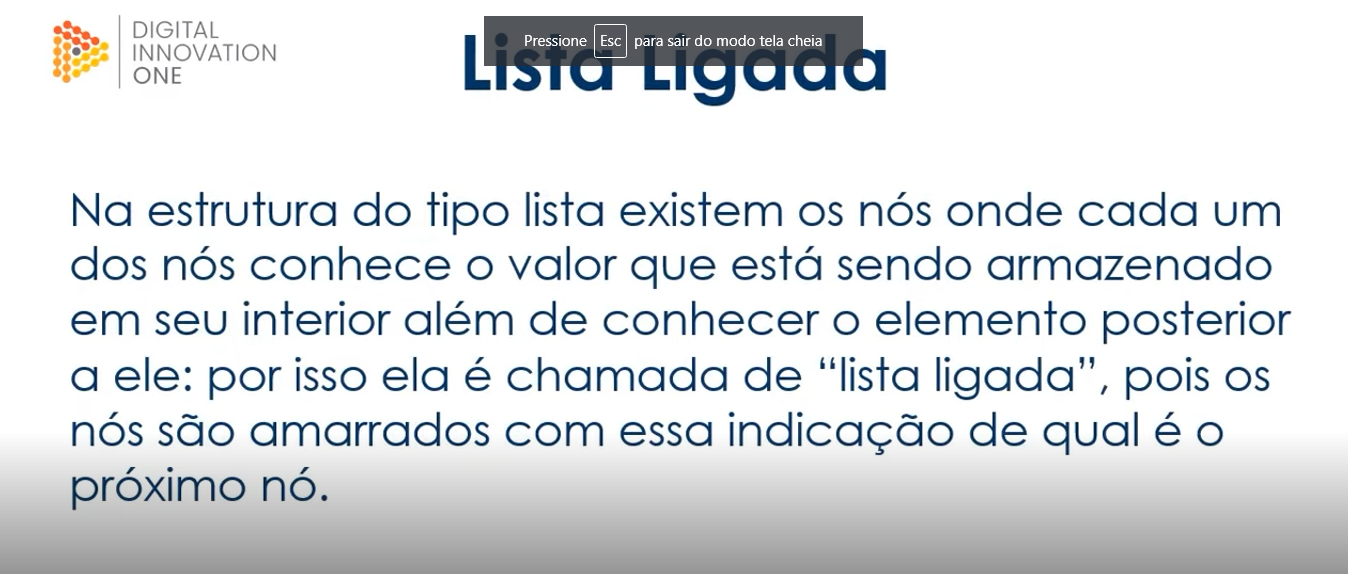 DIGITAL
INNOVATION
ONE
Pressione Esc para sair do modo tela cheia
Lista Ligada
Na estrutura do tipo lista existem os nós onde cada um
dos nós conhece o valor que está sendo armazenado
em seu interior além de conhecer o elemento posterior
a ele: por isso ela é chamada de “lista ligada”, pois os
nós são amarrados com essa indicação de qual é o
próximo nó.